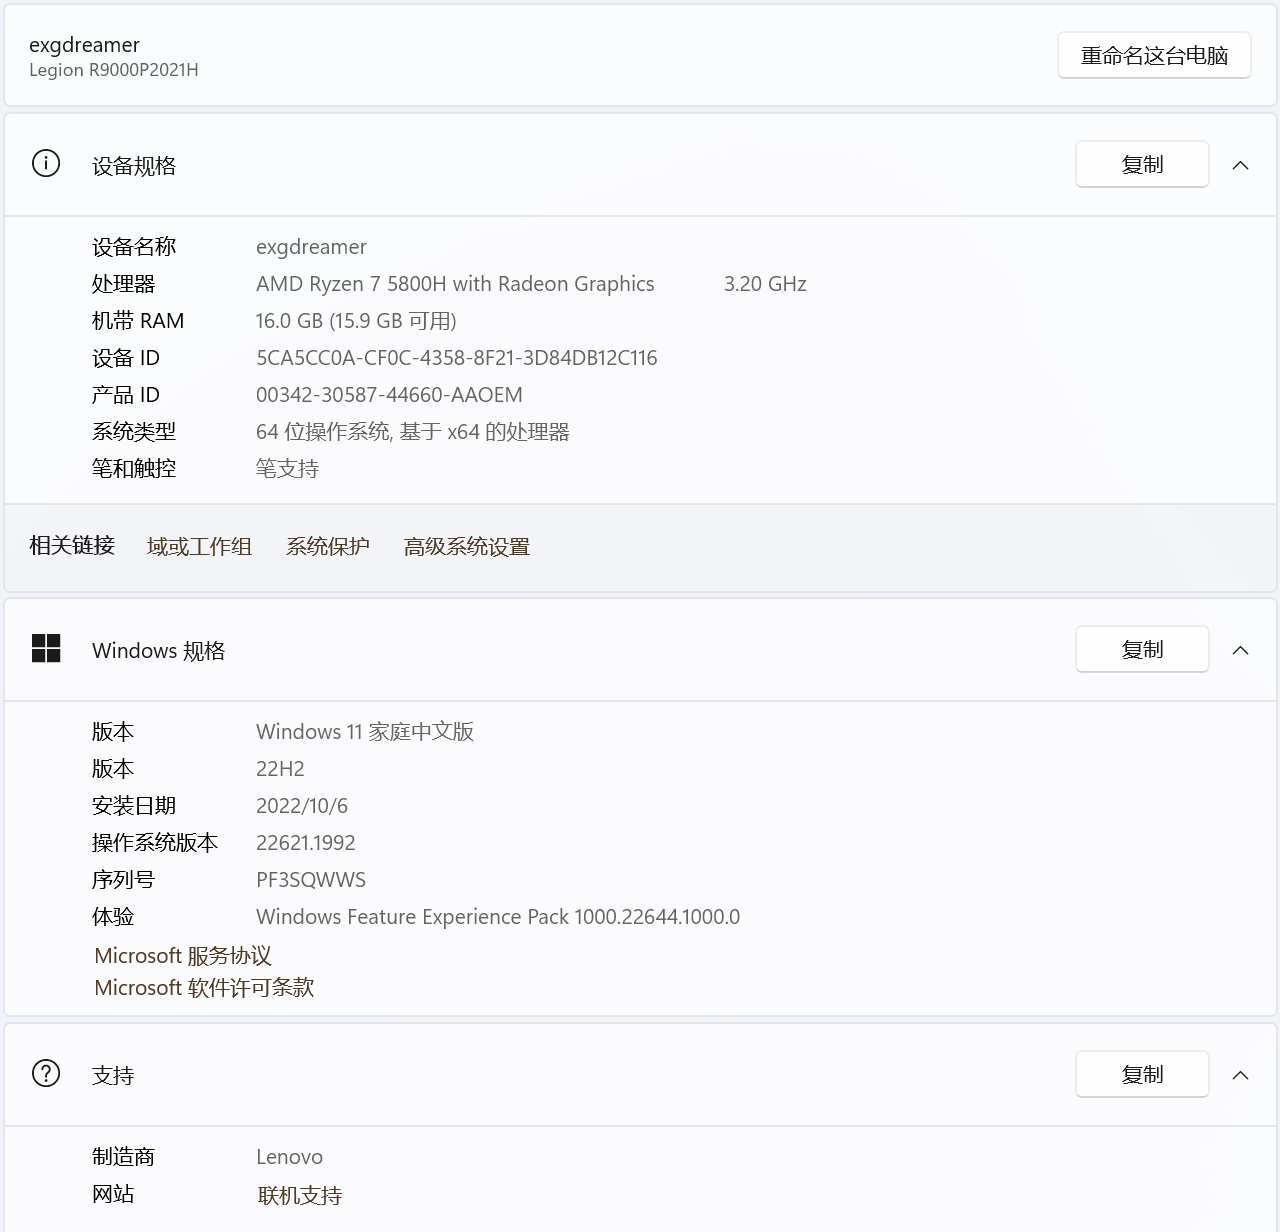 exgdreamer
Legion R9000P2021H
重命名这台电脑
设备规格
复制
设备名称 exgdreamer
处理器 AMD Ryzen 7 5800H with Radeon Graphics 3.20 GHz
机带 RAM 16.0 GB (15.9 GB 可用)
设备 ID 5CA5CC0A-CF0C-4358-8F21-3D84DB12C116
产品 ID 00342-30587-44660-AAOEM
系统类型 64 位操作系统, 基于 x64 的处理器
笔和触控 笔支持
相关链接 域或工作组 系统保护 高级系统设置
Windows 规格
复制
版本 Windows 11 家庭中文版
版本 22H2
安装日期 2022/10/6
操作系统版本 22621.1992
序列号 PF3SQWWS
体验 Windows Feature Experience Pack 1000.22644.1000.0
Microsoft 服务协议
Microsoft 软件许可条款
支持
复制
制造商 Lenovo
网站 联机支持